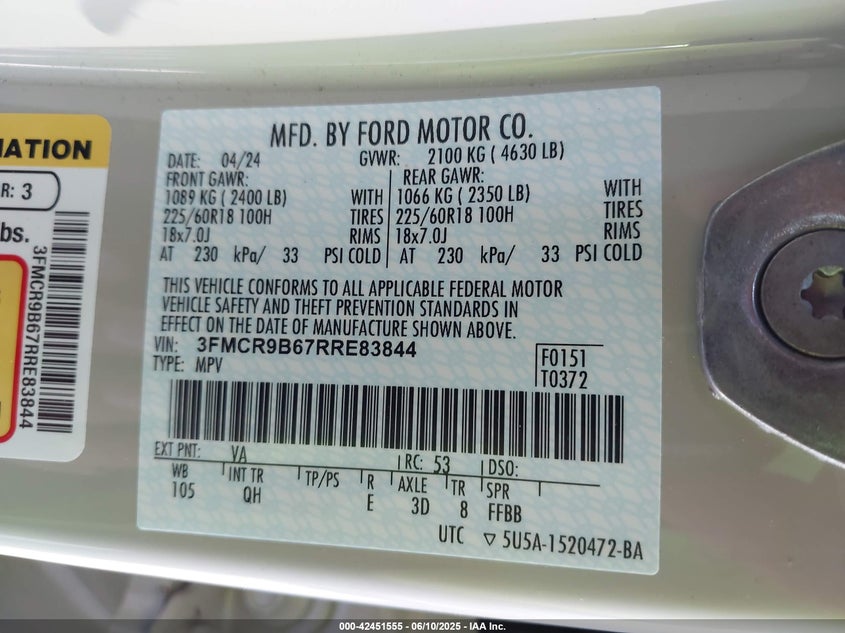 MATION
R: 3
bs.
3FMCR9B67RRE83844
MFD. BY FORD MOTOR CO.
DATE: 04/24 GVWR: 2100 KG ( 4630 LB)
FRONT GAWR: REAR GAWR:
1089 KG ( 2400 LB) WITH 1066 KG ( 2350 LB) WITH
225/60R18 100H TIRES 225/60R18 100H TIRES
18x7.0J RIMS 18x7.0J RIMS
AT 230 kPa/ 33 PSI COLD AT 230 kPa/ 33 PSI COLD
THIS VEHICLE CONFORMS TO ALL APPLICABLE FEDERAL MOTOR
VEHICLE SAFETY AND THEFT PREVENTION STANDARDS IN
EFFECT ON THE DATE OF MANUFACTURE SHOWN ABOVE.
VIN: 3FMCR9B67RRE83844 F0151
TYPE: MPV T0372
EXT PNT: VA RC: 53 DSO:
WB INT TR TP/PS R AXLE TR SPR
105 QH E 3D 8 FFBB
UTC ▽ 5U5A-1520472-BA
000-42451555 - 06/10/2025 - IAA Inc.